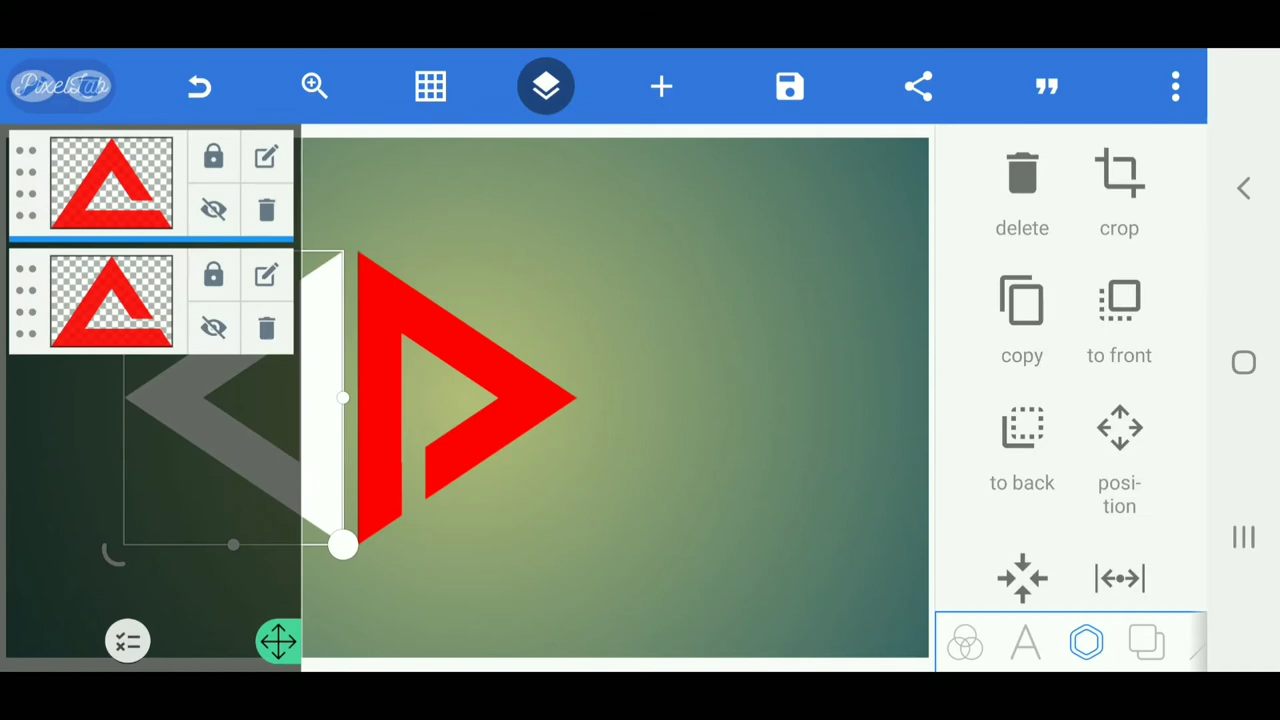 PixelLab
delete
crop
copy
to front
to back
posi-
tion